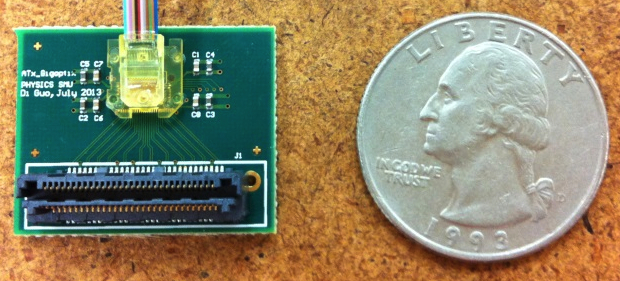 C5 C7
C1 C4
ATx_Gigoptix
PHYSICS SMU
Di Guo, July 2013
C2 C6
C8 C3
J1
LIBERTY
IN GOD WE
TRUST
D
1993